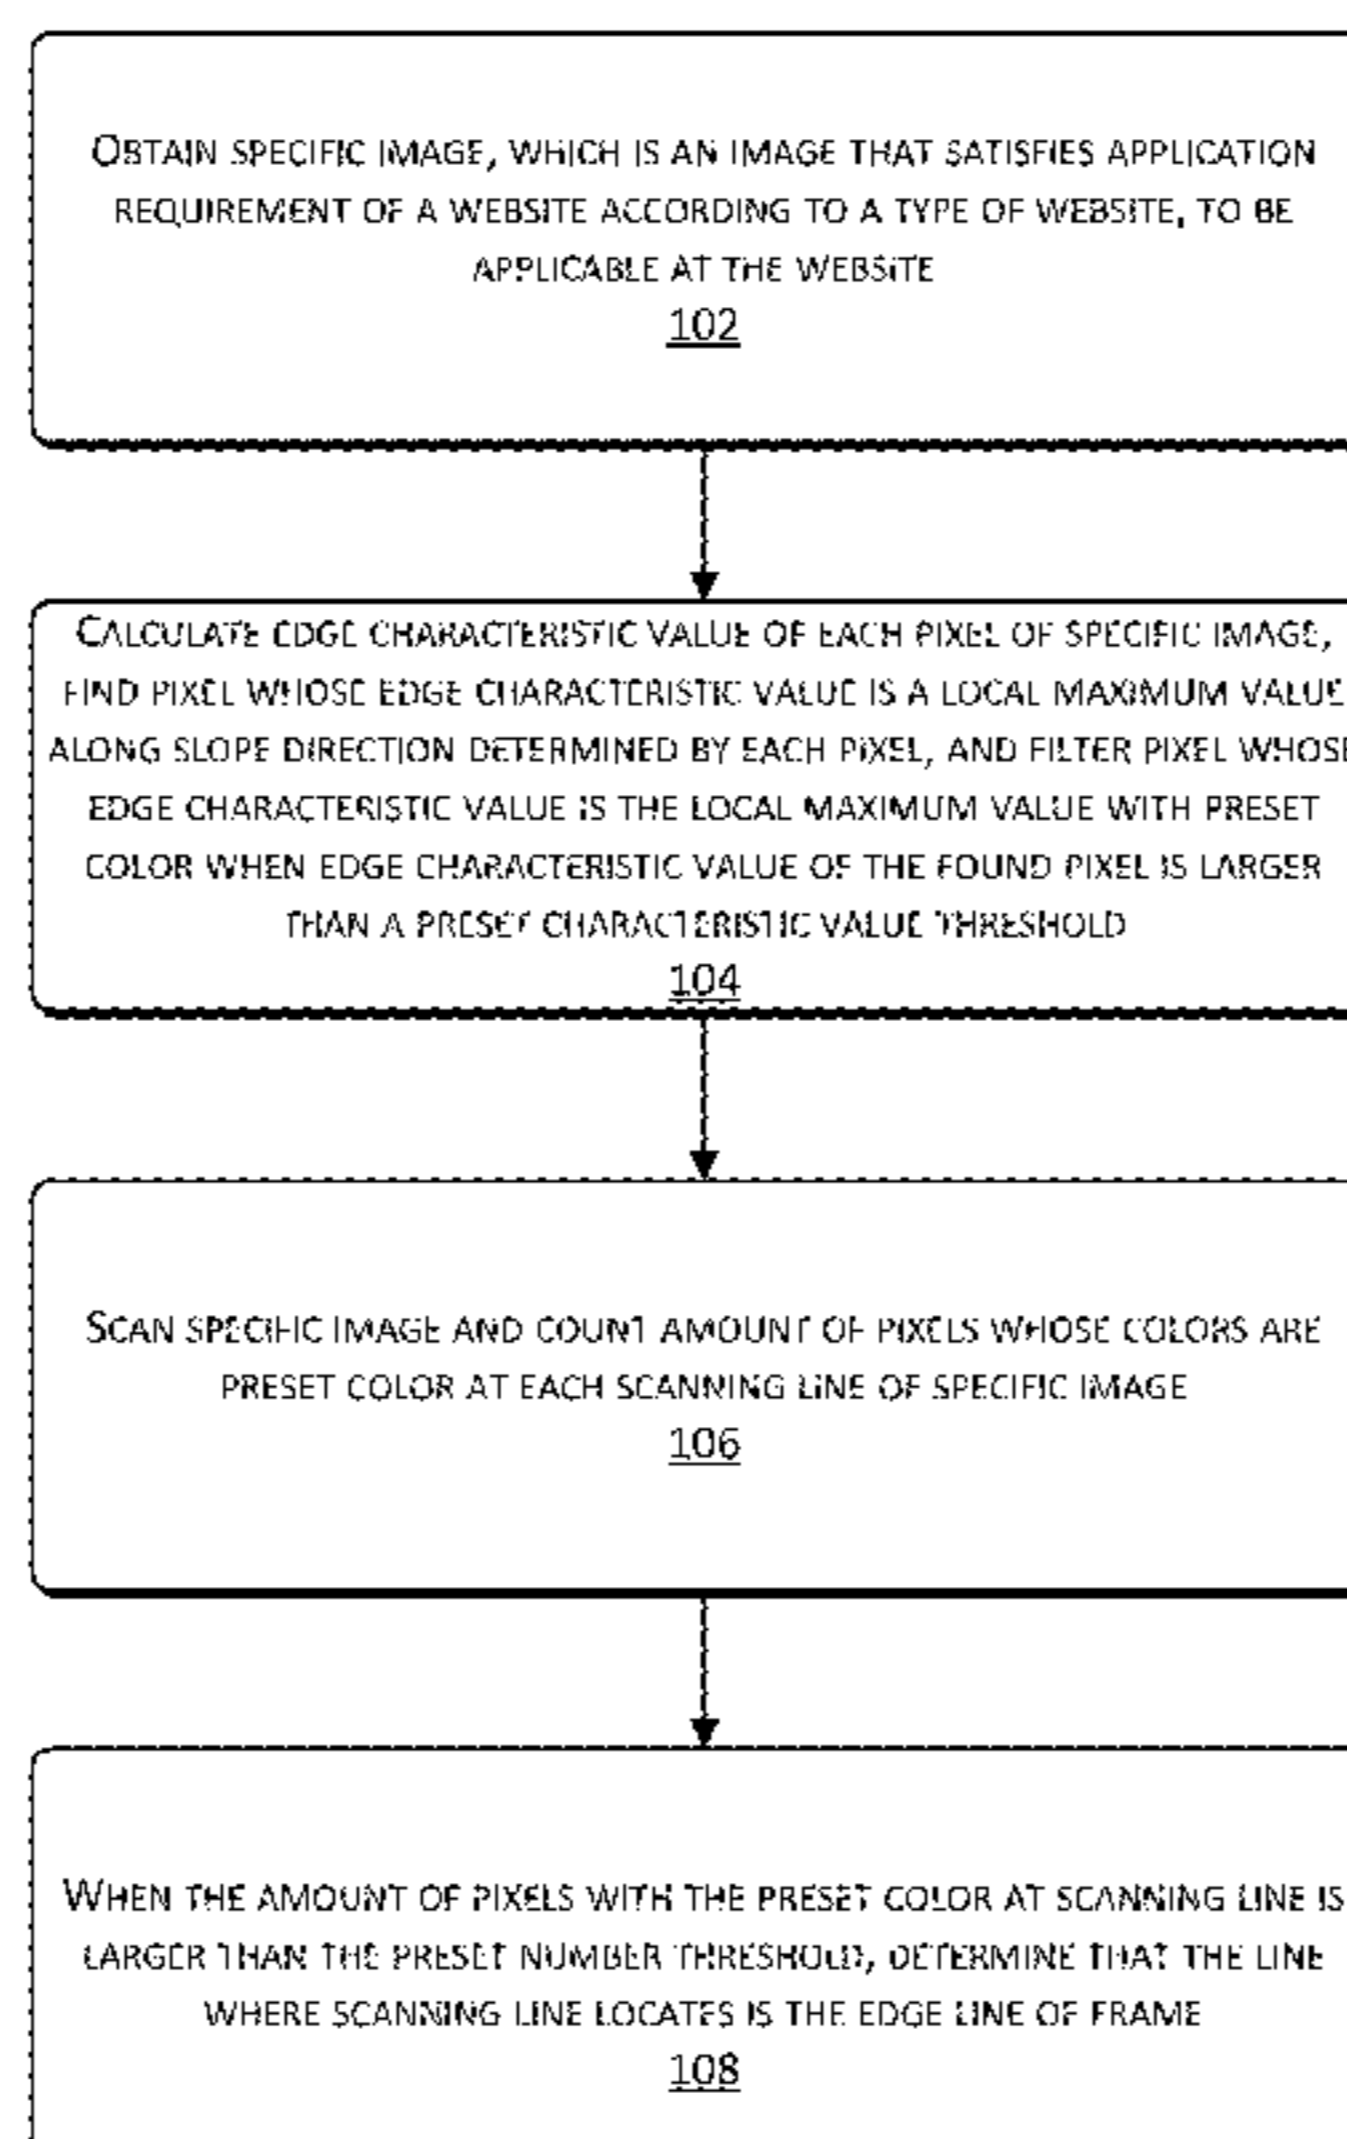 OBTAIN SPECIFIC IMAGE, WHICH IS AN IMAGE THAT SATISFIES APPLICATION
REQUIREMENT OF A WEBSITE ACCORDING TO A TYPE OF WEBSITE, TO BE
APPLICABLE AT THE WEBSITE
102
CALCULATE EDGE CHARACTERISTIC VALUE OF EACH PIXEL OF SPECIFIC IMAGE,
FIND PIXEL WHOSE EDGE CHARACTERISTIC VALUE IS A LOCAL MAXIMUM VALUE
ALONG SLOPE DIRECTION DETERMINED BY EACH PIXEL, AND FILTER PIXEL WHOSE
EDGE CHARACTERISTIC VALUE IS THE LOCAL MAXIMUM VALUE WITH PRESET
COLOR WHEN EDGE CHARACTERISTIC VALUE OF THE FOUND PIXEL IS LARGER
THAN A PRESET CHARACTERISTIC VALUE THRESHOLD
104
SCAN SPECIFIC IMAGE AND COUNT AMOUNT OF PIXELS WHOSE COLORS ARE
PRESET COLOR AT EACH SCANNING LINE OF SPECIFIC IMAGE
106
WHEN THE AMOUNT OF PIXELS WITH THE PRESET COLOR AT SCANNING LINE IS
LARGER THAN THE PRESET NUMBER THRESHOLD, DETERMINE THAT THE LINE
WHERE SCANNING LINE LOCATES IS THE EDGE LINE OF FRAME
108